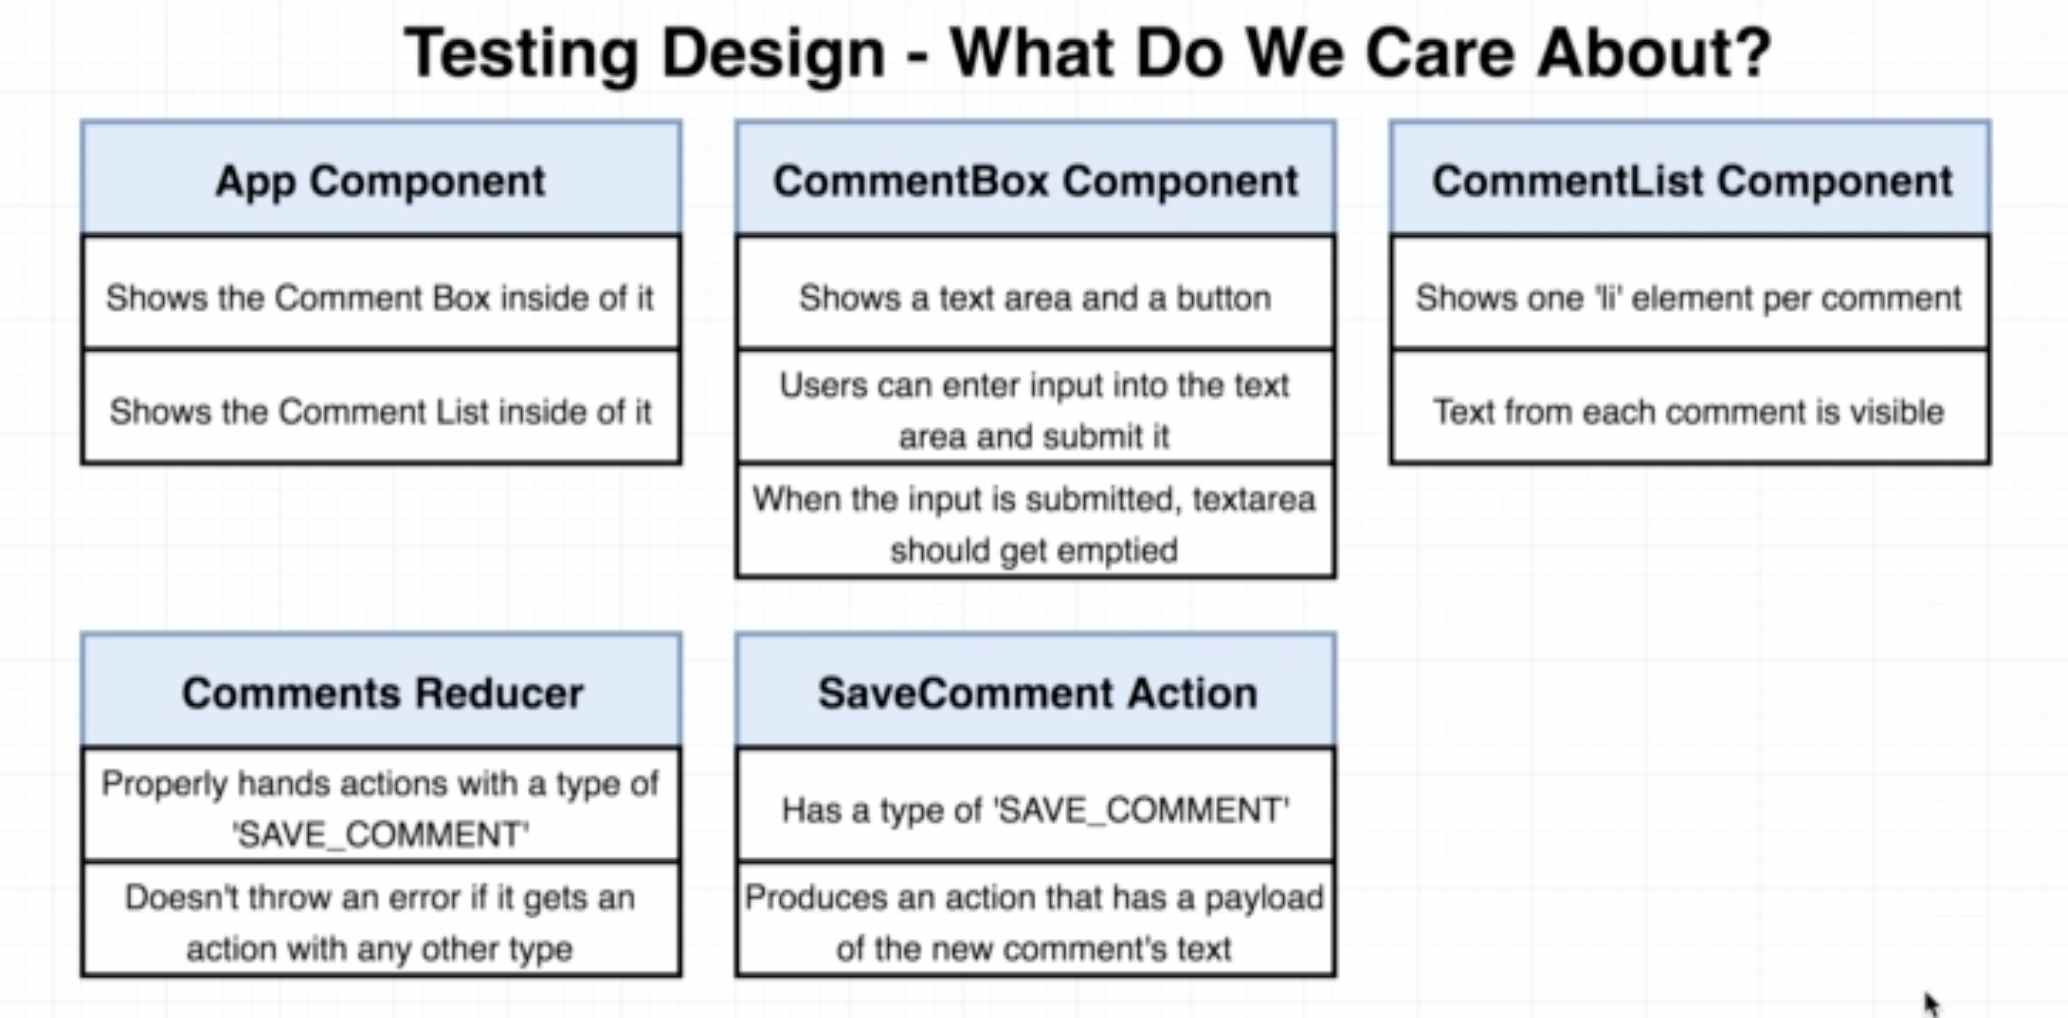 Testing Design - What Do We Care About?
App Component
Shows the Comment Box inside of it
Shows the Comment List inside of it
CommentBox Component
Shows a text area and a button
Users can enter input into the text
area and submit it
When the input is submitted, textarea
should get emptied
CommentList Component
Shows one 'li' element per comment
Text from each comment is visible
Comments Reducer
Properly hands actions with a type of
'SAVE_COMMENT'
Doesn't throw an error if it gets an
action with any other type
SaveComment Action
Has a type of 'SAVE_COMMENT'
Produces an action that has a payload
of the new comment's text